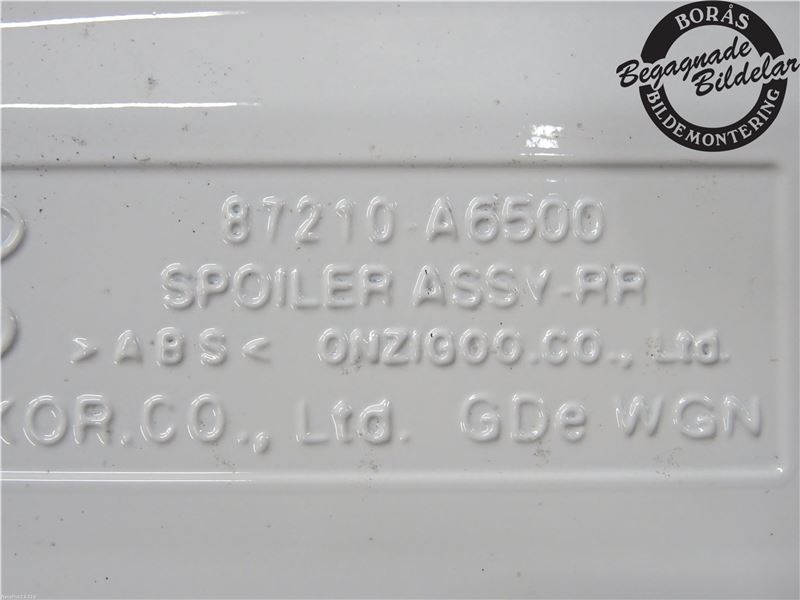 BORÅS
Begagnade
Bildelar
BILDEMONTERING
87210-A6500
SPOILER ASSY-RR
>ABS< ONZIGOO.CO., Ltd.
KOR.CO., Ltd. GDe WGN